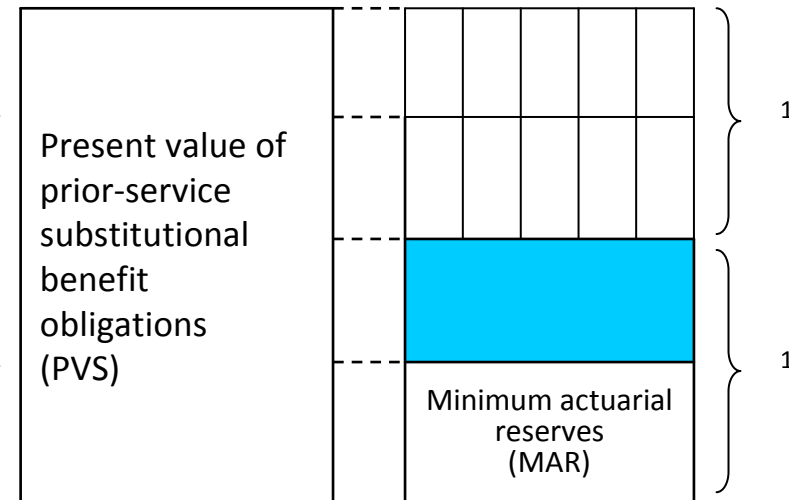 Present value of
prior-service
substitutional
benefit
obligations
(PVS)
1
Minimum actuarial
reserves
(MAR)
1